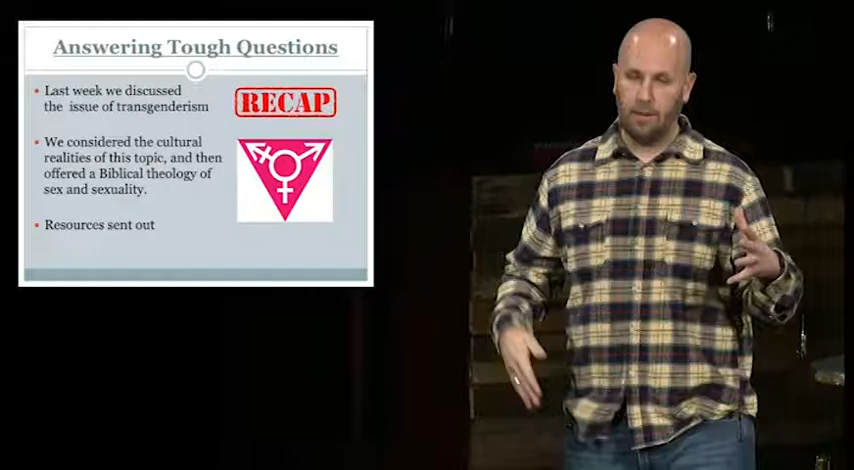 Answering Tough Questions
Last week we discussed
the issue of transgenderism
RECAP
We considered the cultural
realities of this topic, and then
offered a Biblical theology of
sex and sexuality.
Resources sent out